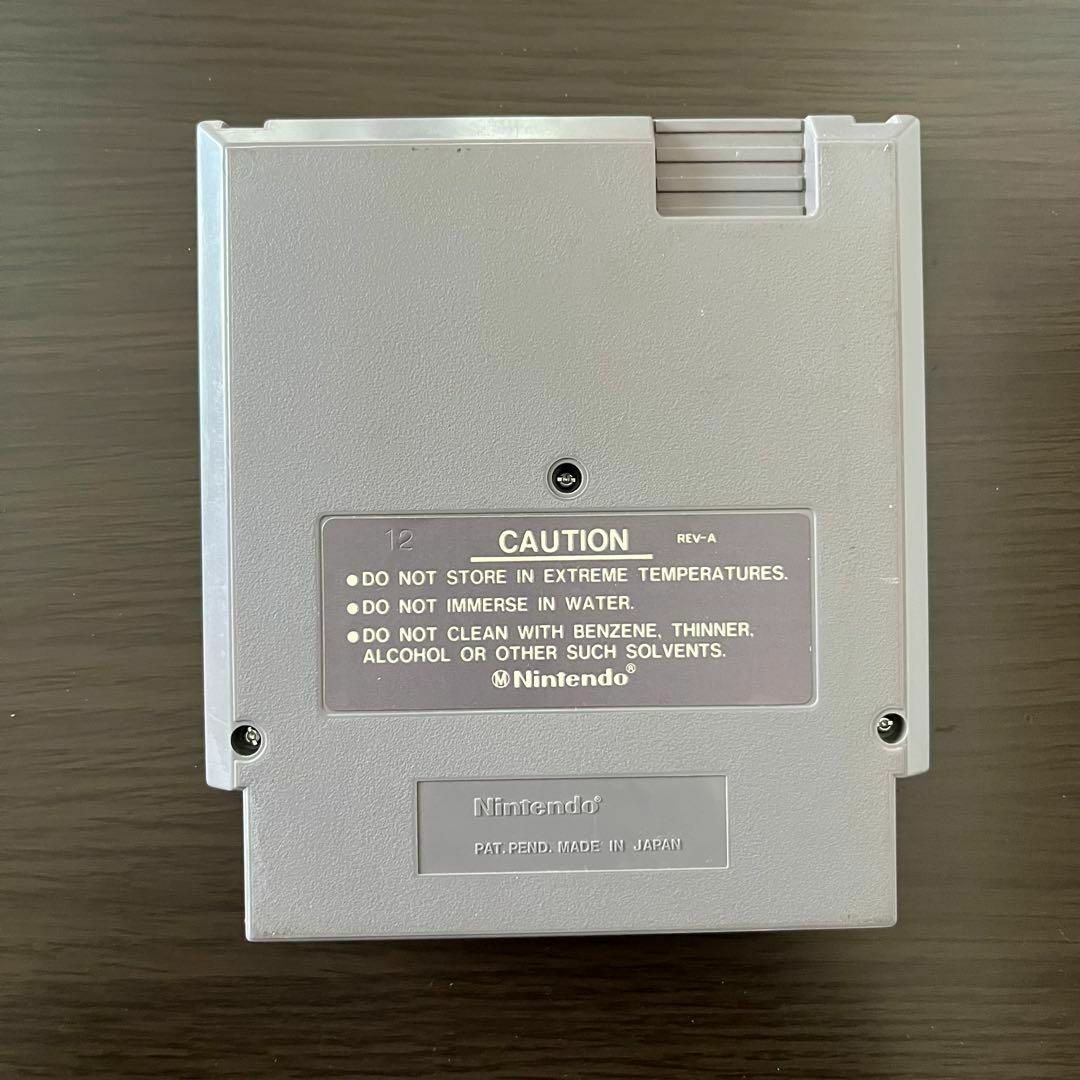 12 CAUTION REV-A
●DO NOT STORE IN EXTREME TEMPERATURES.
●DO NOT IMMERSE IN WATER.
●DO NOT CLEAN WITH BENZENE, THINNER,
ALCOHOL OR OTHER SUCH SOLVENTS.
Ⓜ Nintendo®
Nintendo®
PAT. PEND. MADE IN JAPAN